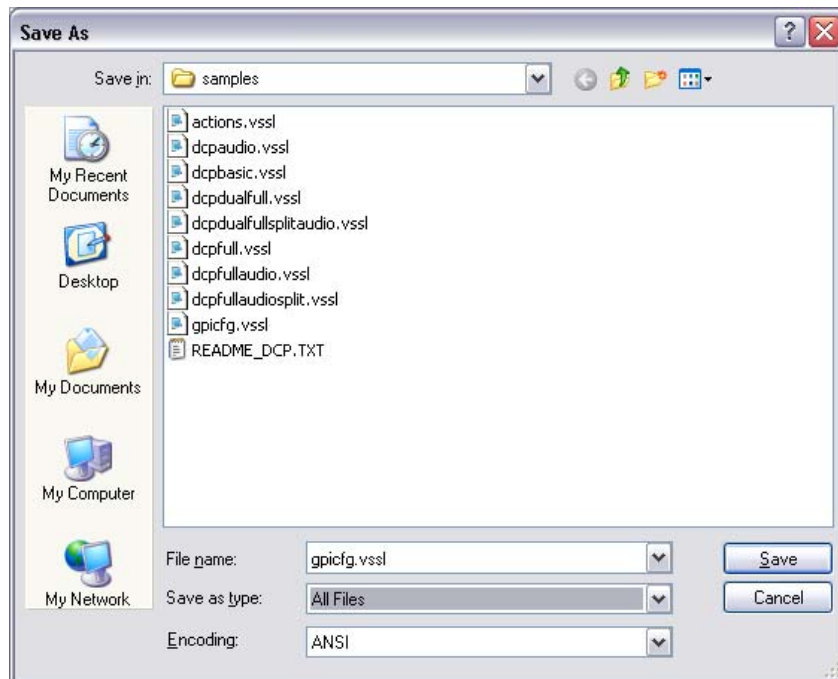 Save As
Save in:
samples
My Recent
Documents
Desktop
My Documents
My Computer
My Network
actions.vssl
dcpaudio.vssl
dcpbasic.vssl
dcpdualfull.vssl
dcpdualfullsplitaudio.vssl
dcpfull.vssl
dcpfullaudio.vssl
dcpfullaudiosplit.vssl
gpicfg.vssl
README_DCP.TXT
File name:
gpicfg.vssl
Save
Save as type:
All Files
Cancel
Encoding:
ANSI